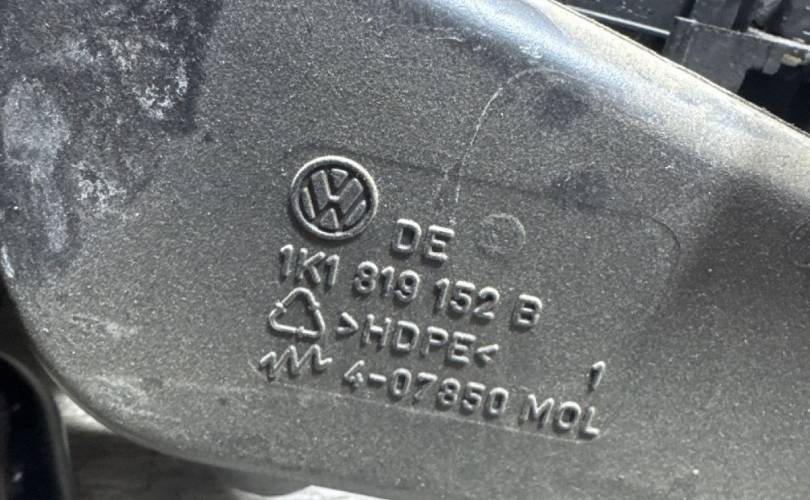 DE
1K1 819 152 B
>HDPE<
1
4-07850 MOL